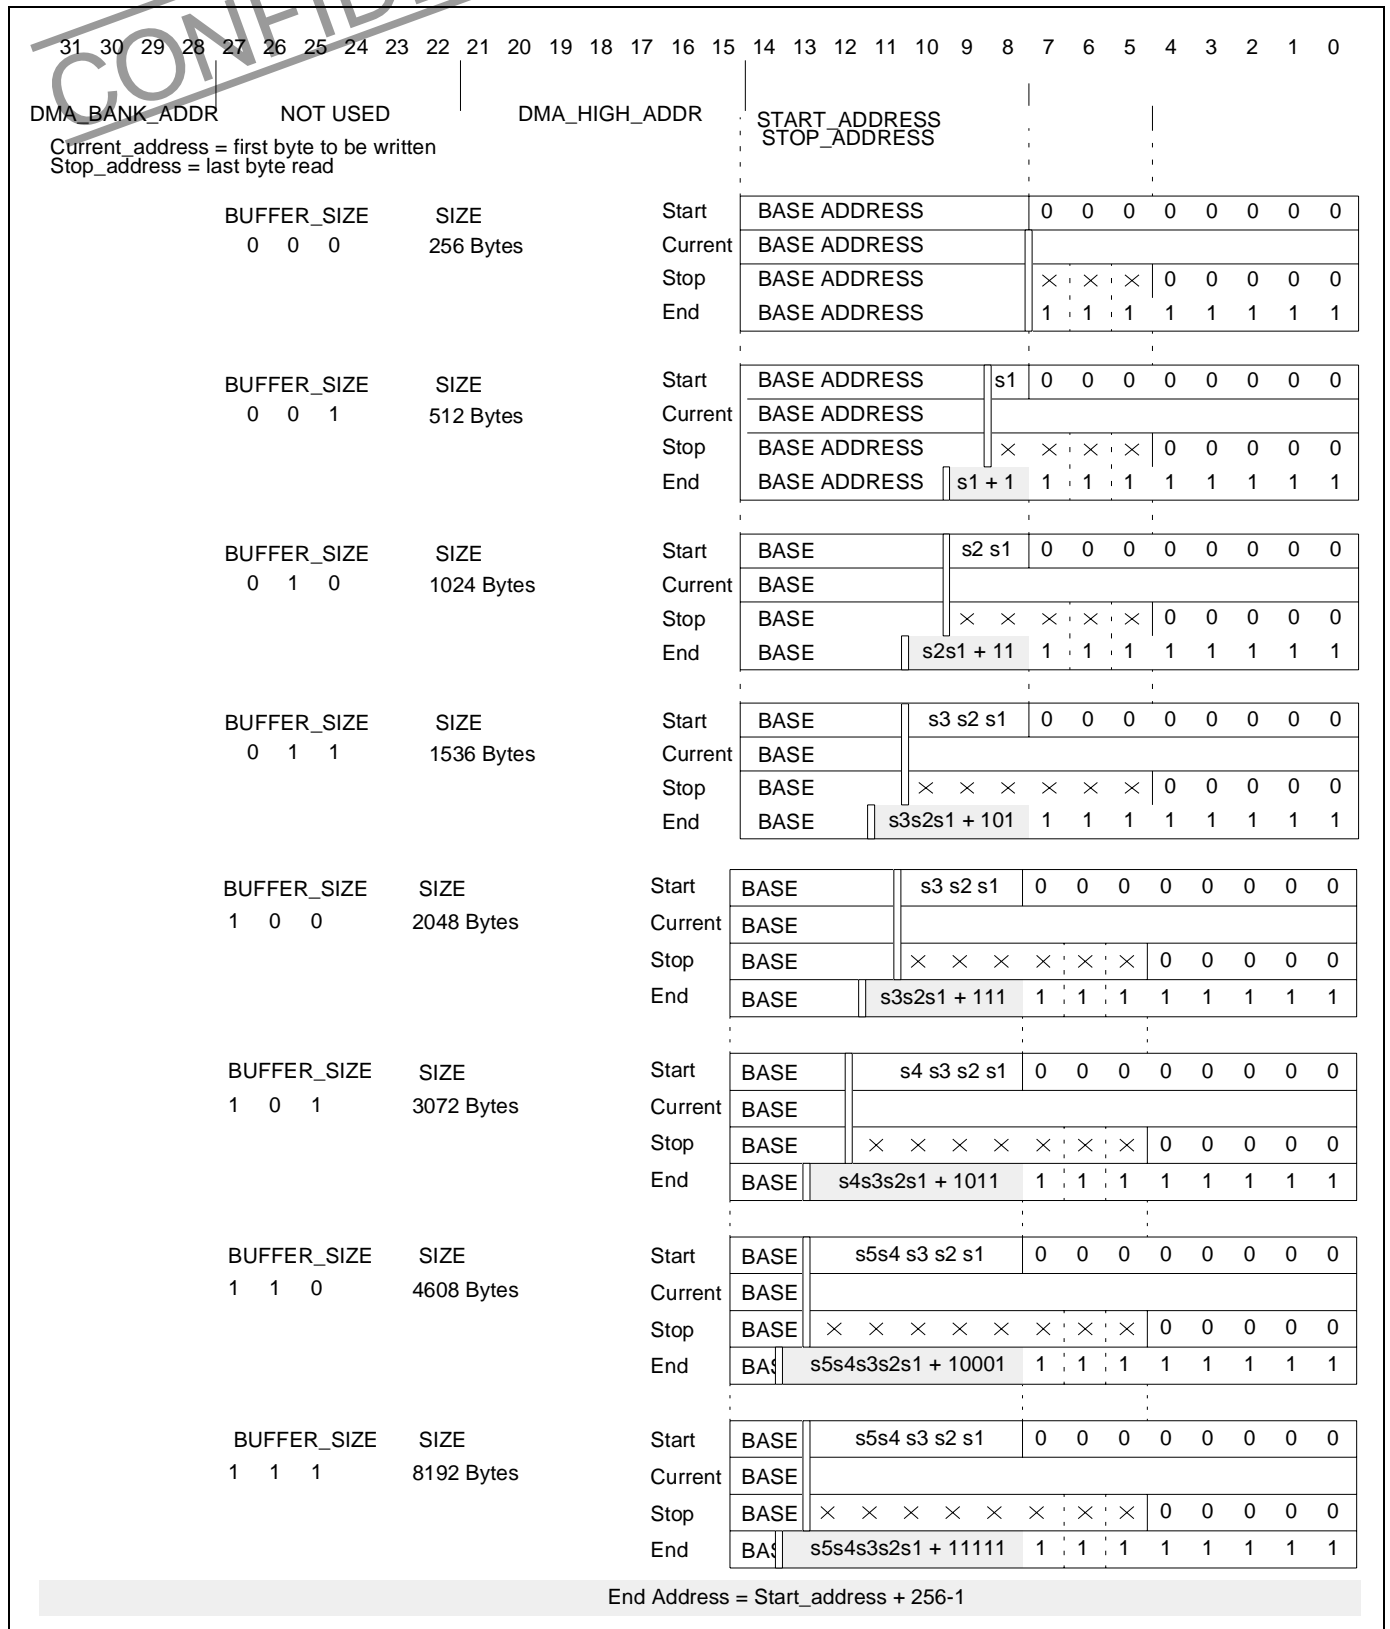 CONFIDE
31 30 29 28 27 26 25 24 23 22 21 20 19 18 17 16 15 14 13 12 11 10 9 8 7 6 5 4 3 2 1 0
DMA_BANK_ADDR NOT USED DMA_HIGH_ADDR START_ADDRESS
STOP_ADDRESS
Current_address = first byte to be written
Stop_address = last byte read
BUFFER_SIZE SIZE Start BASE ADDRESS 0 0 0 0 0 0 0 0
0 0 0 256 Bytes Current BASE ADDRESS
Stop BASE ADDRESS × × × 0 0 0 0 0
End BASE ADDRESS 1 1 1 1 1 1 1 1
BUFFER_SIZE SIZE Start BASE ADDRESS s1 0 0 0 0 0 0 0 0
0 0 1 512 Bytes Current BASE ADDRESS
Stop BASE ADDRESS × × × × 0 0 0 0 0
End BASE ADDRESS s1 + 1 1 1 1 1 1 1 1 1
BUFFER_SIZE SIZE Start BASE s2 s1 0 0 0 0 0 0 0 0
0 1 0 1024 Bytes Current BASE
Stop BASE × × × × × 0 0 0 0 0
End BASE s2s1 + 11 1 1 1 1 1 1 1 1
BUFFER_SIZE SIZE Start BASE s3 s2 s1 0 0 0 0 0 0 0 0
0 1 1 1536 Bytes Current BASE
Stop BASE × × × × × × 0 0 0 0 0
End BASE s3s2s1 + 101 1 1 1 1 1 1 1 1
BUFFER_SIZE SIZE Start BASE s3 s2 s1 0 0 0 0 0 0 0 0
1 0 0 2048 Bytes Current BASE
Stop BASE × × × × × × 0 0 0 0 0
End BASE s3s2s1 + 111 1 1 1 1 1 1 1 1
BUFFER_SIZE SIZE Start BASE s4 s3 s2 s1 0 0 0 0 0 0 0 0
1 0 1 3072 Bytes Current BASE
Stop BASE × × × × × × × 0 0 0 0 0
End BASE s4s3s2s1 + 1011 1 1 1 1 1 1 1 1
BUFFER_SIZE SIZE Start BASE s5s4 s3 s2 s1 0 0 0 0 0 0 0 0
1 1 0 4608 Bytes Current BASE
Stop BASE × × × × × × × × 0 0 0 0 0
End BAS s5s4s3s2s1 + 10001 1 1 1 1 1 1 1 1
BUFFER_SIZE SIZE Start BASE s5s4 s3 s2 s1 0 0 0 0 0 0 0 0
1 1 1 8192 Bytes Current BASE
Stop BASE × × × × × × × × 0 0 0 0 0
End BAS s5s4s3s2s1 + 11111 1 1 1 1 1 1 1 1
End Address = Start_address + 256-1